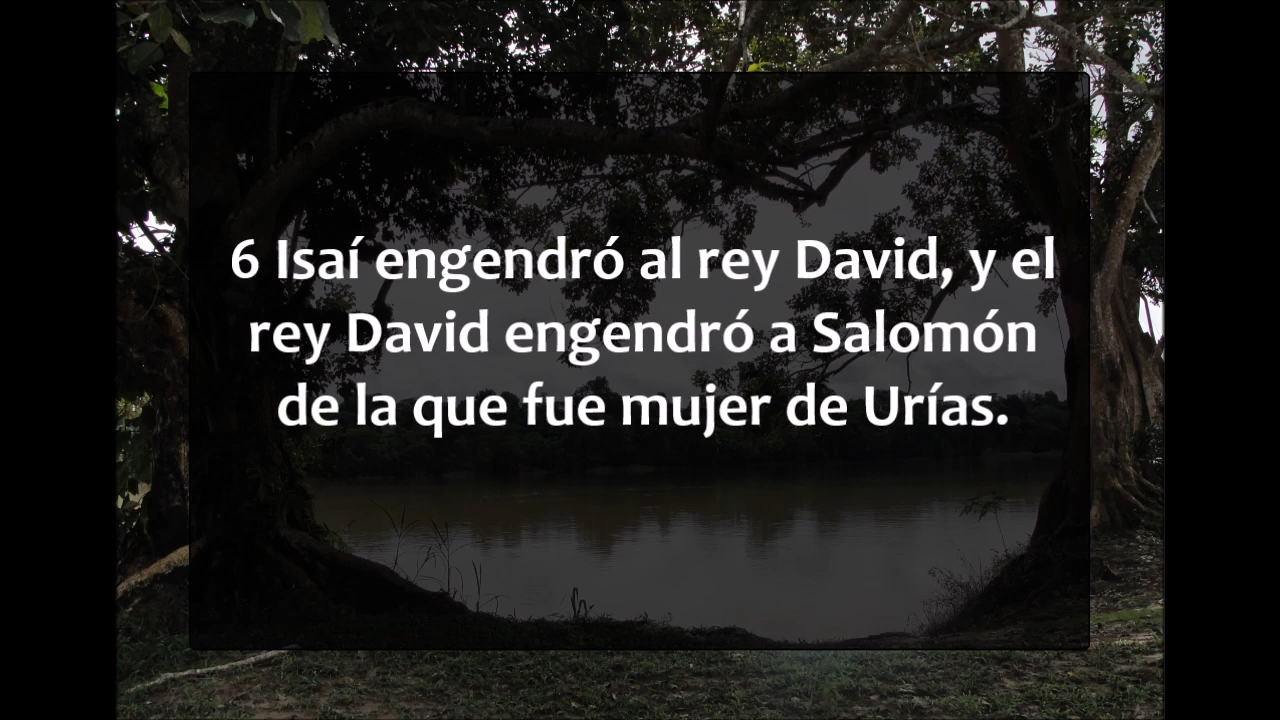 6 Isaí engendró al rey David, y el
rey David engendró a Salomón
de la que fue mujer de Urías.